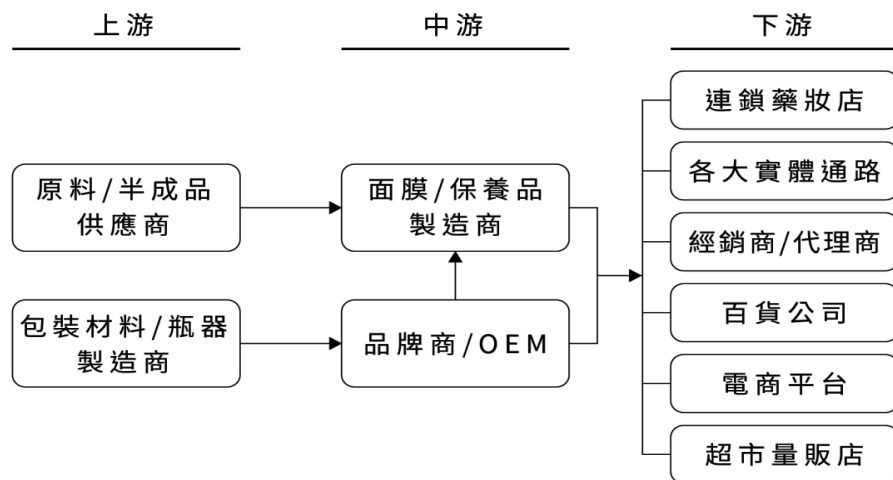 上游
中游
下游
原料/半成品
供應商
包裝材料/瓶器
製造商
面膜/保養品
製造商
品牌商/OEM
連鎖藥妝店
各大實體通路
經銷商/代理商
百貨公司
電商平台
超市量販店